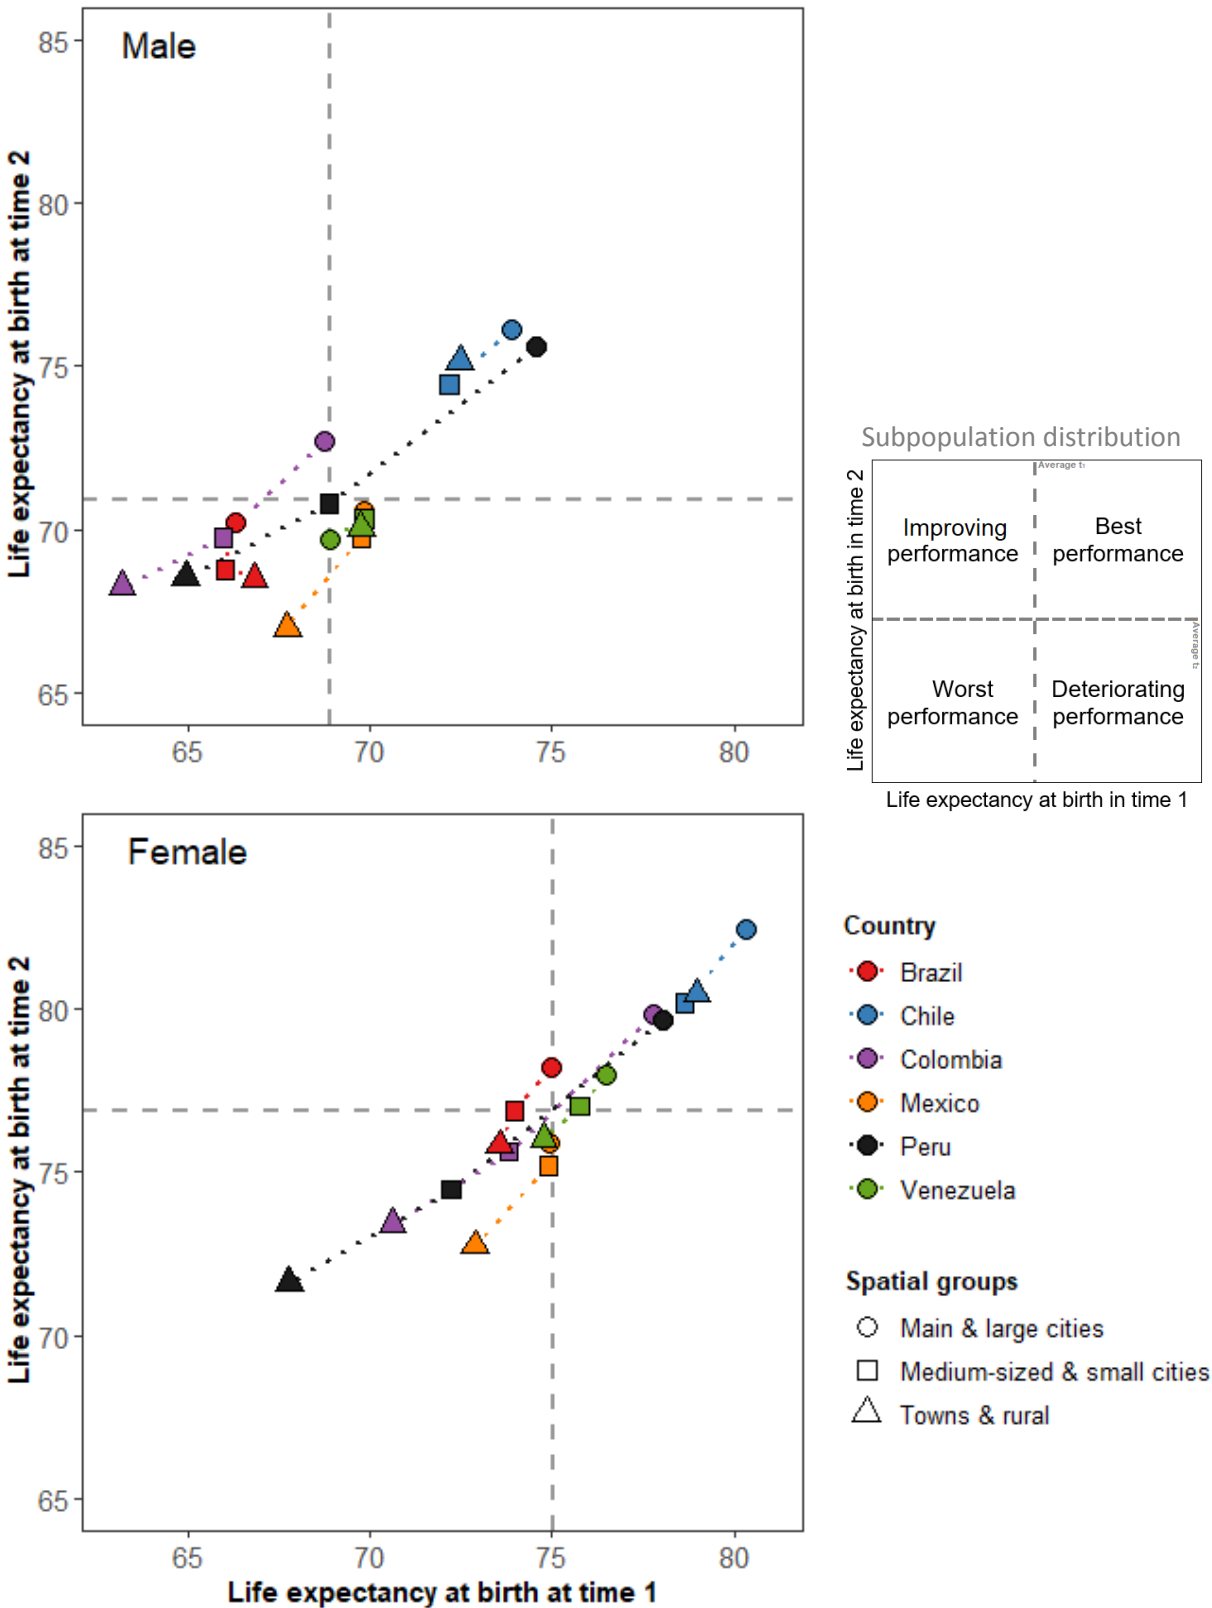 Male
85
80
75
70
65
65 70 75 80
Life expectancy at birth at time 2
Subpopulation distribution
Average t₁
Improving performance
Best performance
Average t₂
Worst performance
Deteriorating performance
Life expectancy at birth in time 2
Life expectancy at birth in time 1
Female
85
80
75
70
65
65 70 75 80
Life expectancy at birth at time 2
Life expectancy at birth at time 1
Country
Brazil
Chile
Colombia
Mexico
Peru
Venezuela
Spatial groups
Main & large cities
Medium-sized & small cities
Towns & rural